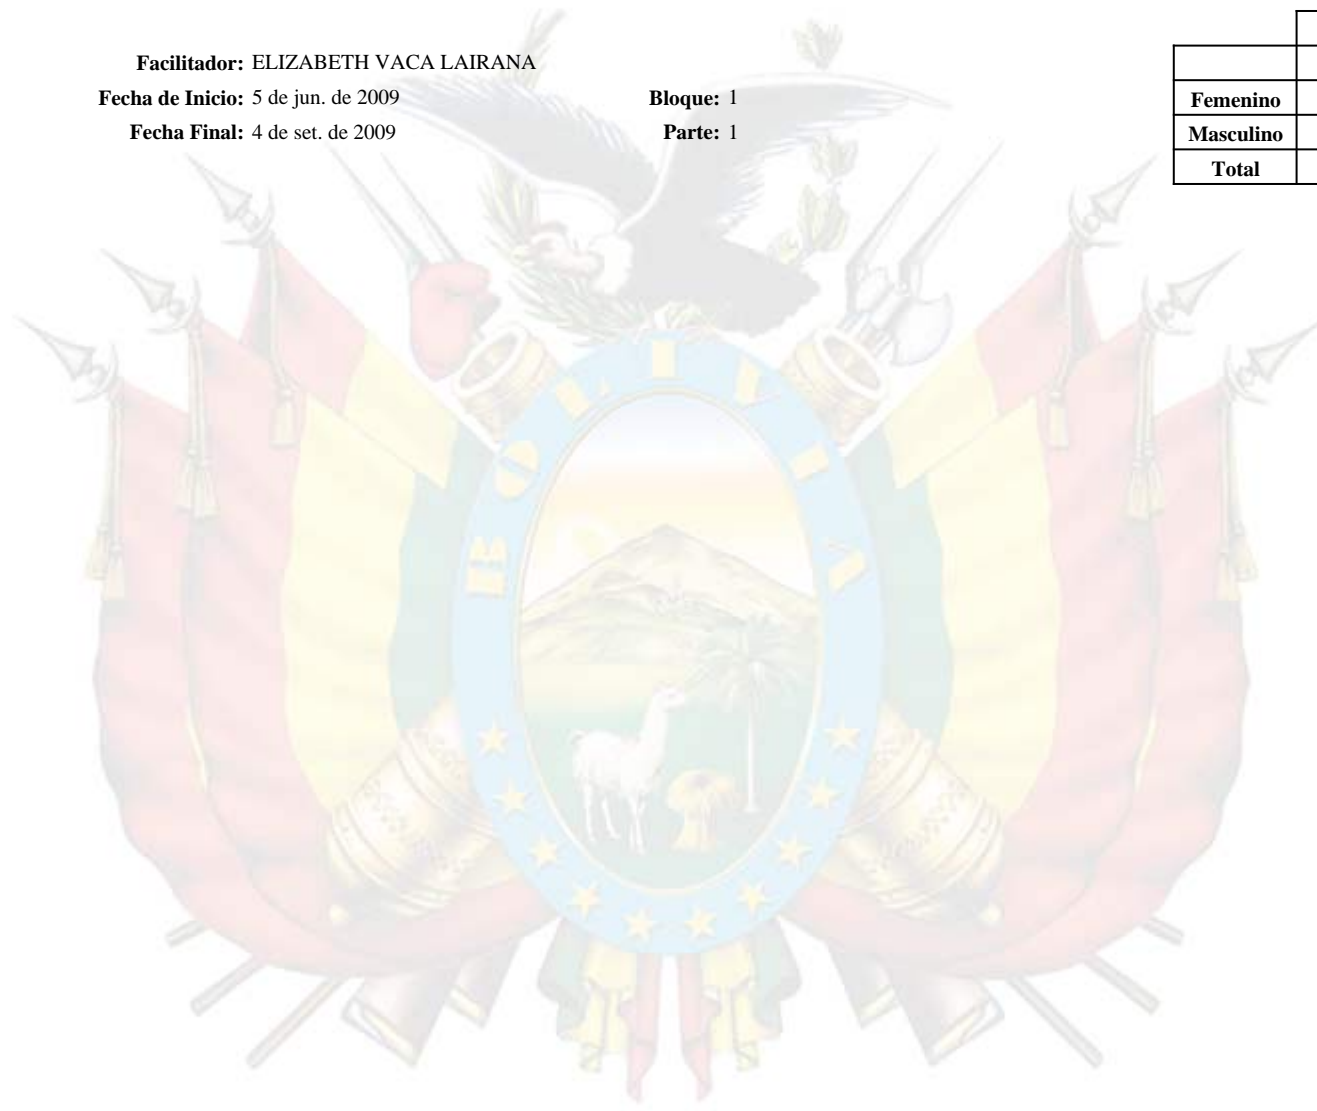 Facilitador: ELIZABETH VACA LAIRANA
Fecha de Inicio: 5 de jun. de 2009 Bloque: 1
Fecha Final: 4 de set. de 2009 Parte: 1
Femenino
Masculino
Total
BOLIVIA